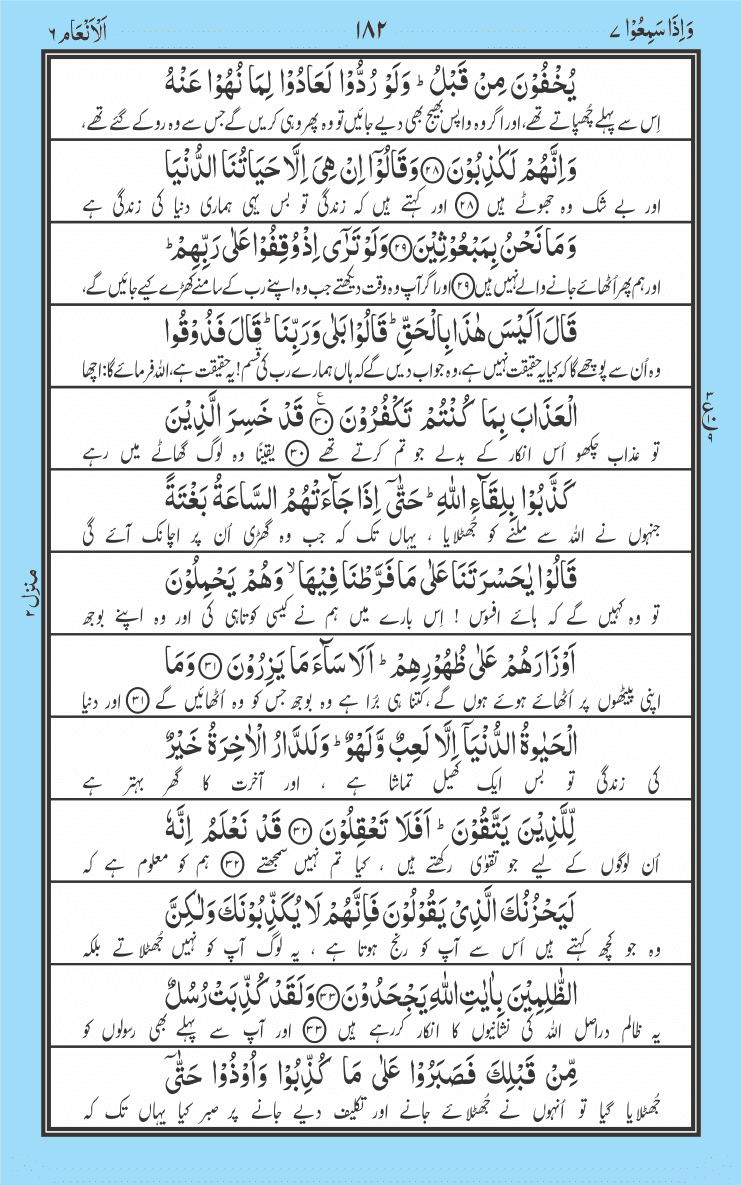 وَاِذَا سَمِعُوْا ٧
١٨٢
اَلْاَنْعَام ٦
يُخْفُوْنَ مِنْ قَبْلُ ؕ وَلَوْ رُدُّوْا لَعَادُوْا لِمَا نُهُوْا عَنْهُ
اِس سے پہلے چُھپاتے تھے، اور اگر وہ واپس بھیج بھی دیے جائیں تو وہ پھر وہی کریں گے جس سے وہ روکے گئے تھے،
وَاِنَّهُمْ لَكٰذِبُوْنَ ٢٨ وَقَالُوْۤا اِنْ هِىَ اِلَّا حَيَاتُنَا الدُّنْيَا
اور بے شک وہ جھوٹے ہیں ٢٨ اور کہتے ہیں کہ زندگی تو بس یہی ہماری دنیا کی زندگی ہے
وَمَا نَحْنُ بِمَبْعُوْثِيْنَ ٢٩ وَلَوْ تَرٰٓى اِذْ وُقِفُوْا عَلٰى رَبِّهِمْ ؕ
اور ہم پھر اُٹھائے جانے والے نہیں ہیں ٢٩ اور اگر آپ وہ وقت دیکھتے جب وہ اپنے رب کے سامنے کھڑے کیے جائیں گے،
قَالَ اَلَيْسَ هٰذَا بِالْحَقِّ ؕ قَالُوْا بَلٰى وَرَبِّنَا ؕ قَالَ فَذُوْقُوا
وہ اُن سے پوچھے گا کہ کیا یہ حقیقت نہیں ہے، وہ جواب دیں گے کہ ہاں ہمارے رب کی قسم! یہ حقیقت ہے، اللہ فرمائے گا: اچھا
الْعَذَابَ بِمَا كُنْتُمْ تَكْفُرُوْنَ ٣٠ ع قَدْ خَسِرَ الَّذِيْنَ
تو عذاب چکھو اُس انکار کے بدلے جو تم کرتے تھے ٣٠ یقینًا وہ لوگ گھاٹے میں رہے
٣ ع ٩
كَذَّبُوْا بِلِقَآءِ اللّٰهِ ؕ حَتّٰٓى اِذَا جَآءَتْهُمُ السَّاعَةُ بَغْتَةً
جنہوں نے اللہ سے ملنے کو جُھٹلایا ، یہاں تک کہ جب وہ گھڑی اُن پر اچانک آئے گی
قَالُوْا يٰحَسْرَتَنَا عَلٰى مَا فَرَّطْنَا فِيْهَا ۙ وَهُمْ يَحْمِلُوْنَ
تو وہ کہیں گے کہ ہائے افسوس ! اِس بارے میں ہم نے کیسی کوتاہی کی اور وہ اپنے بوجھ
منزل ٢
اَوْزَارَهُمْ عَلٰى ظُهُوْرِهِمْ ؕ اَلَا سَآءَ مَا يَزِرُوْنَ ٣١ وَمَا
اپنی پیٹھوں پر اُٹھائے ہوئے ہوں گے، کتنا ہی بڑا ہے وہ بوجھ جس کو وہ اُٹھائیں گے ٣١ اور دنیا
الْحَيٰوةُ الدُّنْيَاۤ اِلَّا لَعِبٌ وَّلَهْوٌ ؕ وَلَلدَّارُ الْاٰخِرَةُ خَيْرٌ
کی زندگی تو بس ایک کھیل تماشا ہے ، اور آخرت کا گھر بہتر ہے
لِّلَّذِيْنَ يَتَّقُوْنَ ؕ اَفَلَا تَعْقِلُوْنَ ٣٢ قَدْ نَعْلَمُ اِنَّهٗ
اُن لوگوں کے لیے جو تقوٰی رکھتے ہیں ، کیا تم نہیں سمجھتے ٣٢ ہم کو معلوم ہے کہ
لَيَحْزُنُكَ الَّذِىْ يَقُوْلُوْنَ فَاِنَّهُمْ لَا يُكَذِّبُوْنَكَ وَلٰكِنَّ
وہ جو کچھ کہتے ہیں اُس سے آپ کو رنج ہوتا ہے ، یہ لوگ آپ کو نہیں جُھٹلاتے بلکہ
الظّٰلِمِيْنَ بِاٰيٰتِ اللّٰهِ يَجْحَدُوْنَ ٣٣ وَلَقَدْ كُذِّبَتْ رُسُلٌ
یہ ظالم دراصل اللہ کی نشانیوں کا انکار کررہے ہیں ٣٣ اور آپ سے پہلے بھی رسولوں کو
مِّنْ قَبْلِكَ فَصَبَرُوْا عَلٰى مَا كُذِّبُوْا وَاُوْذُوْا حَتّٰٓى
جُھٹلایا گیا تو اُنہوں نے جُھٹلائے جانے اور تکلیف دیے جانے پر صبر کیا یہاں تک کہ